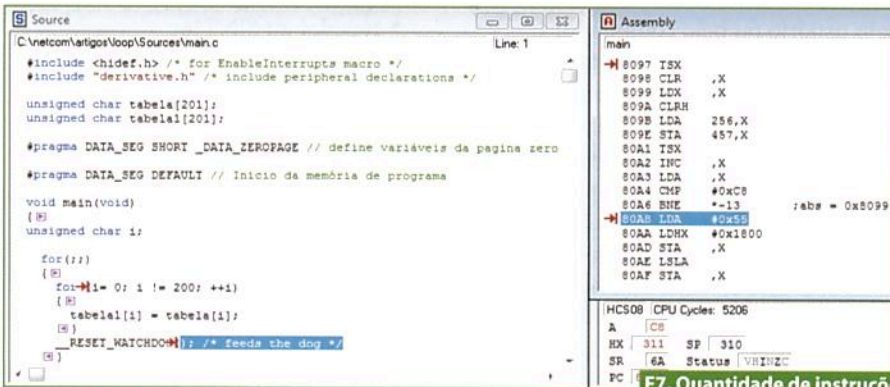 Source
C:\netcom\artigos\loop\Sources\main.c Line: 1
#include <hidef.h> /* for EnableInterrupts macro */
#include "derivative.h" /* include peripheral declarations */
unsigned char tabela[201];
unsigned char tabela1[201];
#pragma DATA_SEG SHORT _DATA_ZEROPAGE // define variáveis da pagina zero
#pragma DATA_SEG DEFAULT // Inicio da memória de programa
void main(void)
{
unsigned char i;
for(;;)
{
for(i= 0; i != 200; ++i)
{
tabela1[i] = tabela[i];
}
__RESET_WATCHDO(); /* feeds the dog */
}
Assembly
main
8097 TSX
8098 CLR ,X
8099 LDX ,X
809A CLRH
809B LDA 256,X
809E STA 457,X
80A1 TSX
80A2 INC ,X
80A3 LDA ,X
80A4 CMP #0xC8
80A6 BNE *-13 ;abs = 0x8099
80A8 LDA #0x55
80AA LDHX #0x1800
80AD STA ,X
80AE LSLA
80AF STA ,X
HCS08 CPU Cycles: 5206
A C8
HX 311 SP 310
SR 6A Status VHINZC
PC
F7. Quantidade de instruçõ